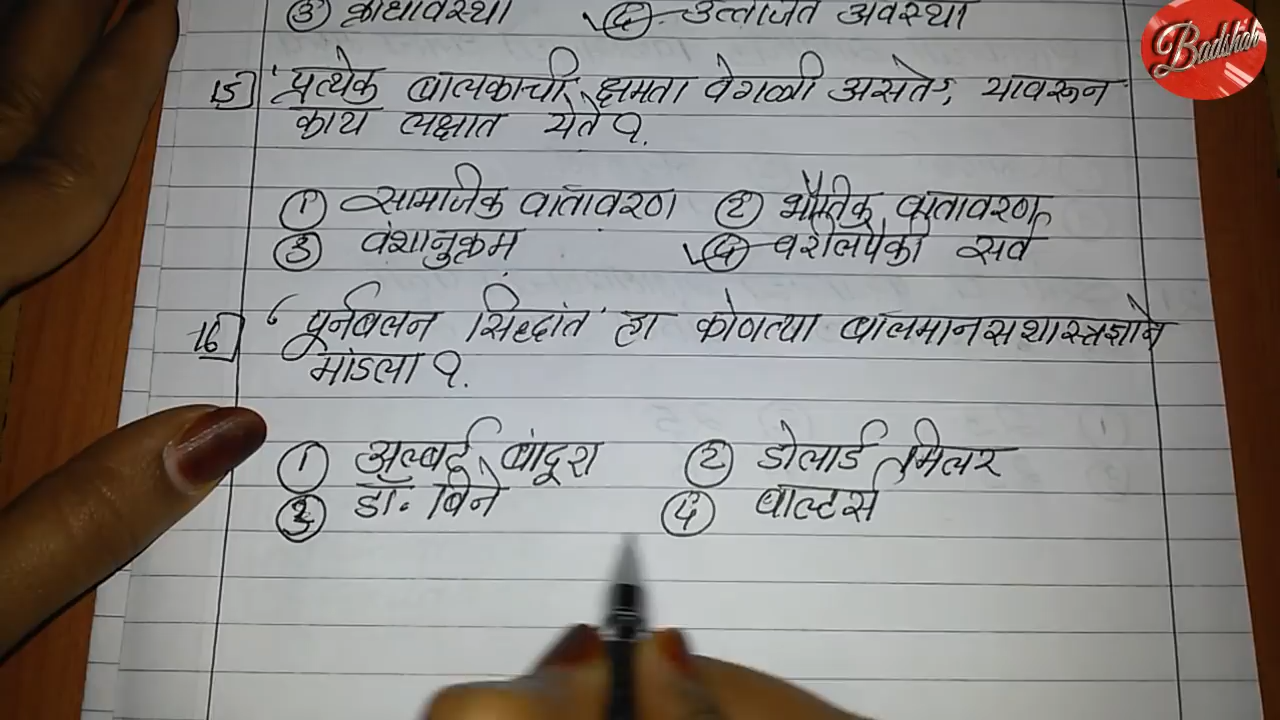 ③ क्रोधावस्था ④ उत्तेजित अवस्था
Badshah
15] 'प्रत्येक बालकाची क्षमता वेगळी असते', यावरून
काय लक्षात येते ?.
① सामाजिक वातावरण ② भौतिक वातावरण
③ वंशानुक्रम ④ वरीलपैकी सर्व
16] 'पुर्नबलन सिध्दांत' हा कोणत्या बालमानसशास्त्रज्ञाने
मांडला ?.
① अल्बर्ट बांदूरा ② डोलार्ड, मिलर
③ डॉ. बिने ④ वाल्टर्स